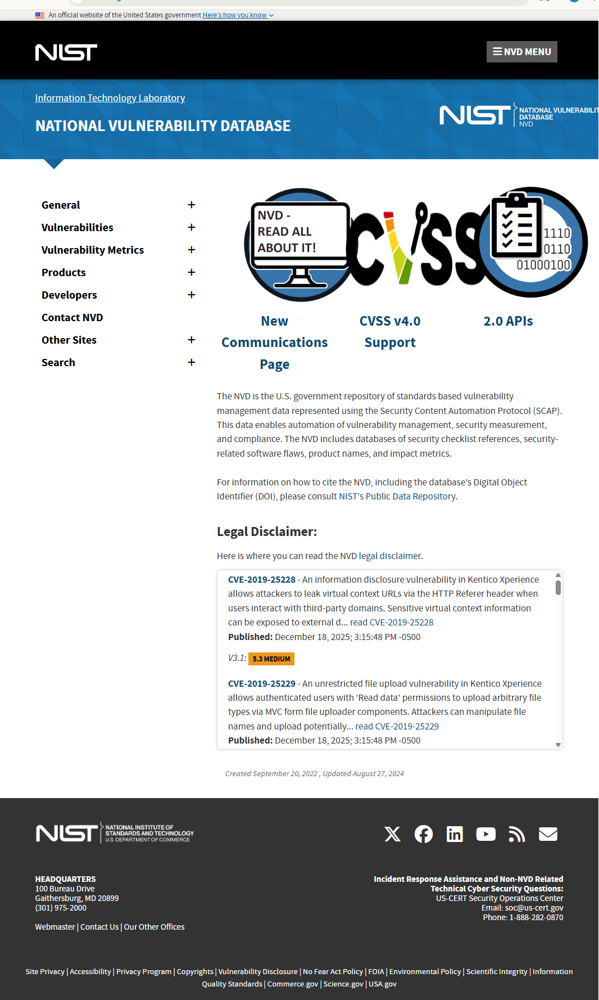 An official website of the United States government Here's how you know
NIST
NVD MENU
Information Technology Laboratory
NATIONAL VULNERABILITY DATABASE
NIST
NATIONAL VULNERABILIT
DATABASE
NVD
General
Vulnerabilities
Vulnerability Metrics
Products
Developers
Contact NVD
Other Sites
Search
NVD -
READ ALL
ABOUT IT!
CVSS
1110
0110
01000100
New
Communications
Page
CVSS v4.0
Support
2.0 APIs
The NVD is the U.S. government repository of standards based vulnerability
management data represented using the Security Content Automation Protocol (SCAP).
This data enables automation of vulnerability management, security measurement,
and compliance. The NVD includes databases of security checklist references, security-
related software flaws, product names, and impact metrics.
For information on how to cite the NVD, including the database's Digital Object
Identifier (DOI), please consult NIST's Public Data Repository.
Legal Disclaimer:
Here is where you can read the NVD legal disclaimer.
CVE-2019-25228 - An information disclosure vulnerability in Kentico Xperience
allows attackers to leak virtual context URLs via the HTTP Referer header when
users interact with third-party domains. Sensitive virtual context information
can be exposed to external d... read CVE-2019-25228
Published: December 18, 2025; 3:15:48 PM -0500
V3.1: 5.3 MEDIUM
CVE-2019-25229 - An unrestricted file upload vulnerability in Kentico Xperience
allows authenticated users with 'Read data' permissions to upload arbitrary file
types via MVC form file uploader components. Attackers can manipulate file
names and upload potentially... read CVE-2019-25229
Published: December 18, 2025; 3:15:48 PM -0500
Created September 20, 2022 , Updated August 27, 2024
NIST
NATIONAL INSTITUTE OF
STANDARDS AND TECHNOLOGY
U.S. DEPARTMENT OF COMMERCE
HEADQUARTERS
100 Bureau Drive
Gaithersburg, MD 20899
(301) 975-2000
Webmaster | Contact Us | Our Other Offices
Incident Response Assistance and Non-NVD Related
Technical Cyber Security Questions:
US-CERT Security Operations Center
Email: soc@us-cert.gov
Phone: 1-888-282-0870
Site Privacy | Accessibility | Privacy Program | Copyrights | Vulnerability Disclosure | No Fear Act Policy | FOIA | Environmental Policy | Scientific Integrity | Information
Quality Standards | Commerce.gov | Science.gov | USA.gov